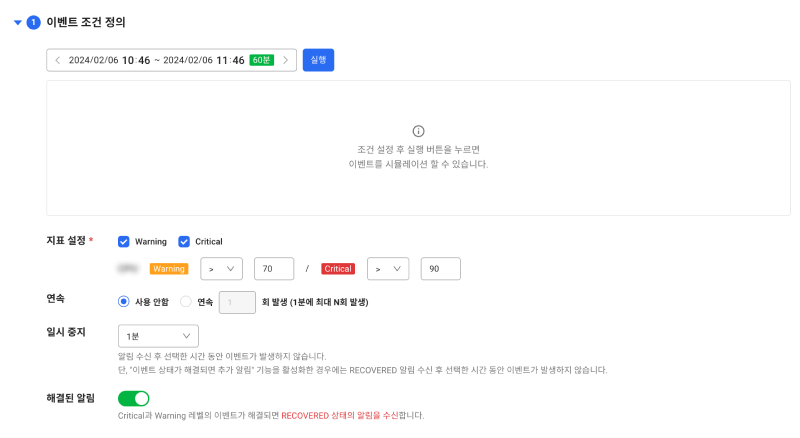 1 이벤트 조건 정의
< 2024/02/06 10:46 ~ 2024/02/06 11:46 60분 > 실행
조건 설정 후 실행 버튼을 누르면
이벤트를 시뮬레이션 할 수 있습니다.
지표 설정 * Warning Critical
Warning > 70 / Critical > 90
연속 사용 안함 연속 1 회 발생 (1분에 최대 N회 발생)
일시 중지 1분
알림 수신 후 선택한 시간 동안 이벤트가 발생하지 않습니다.
단, "이벤트 상태가 해결되면 추가 알림" 기능을 활성화한 경우에는 RECOVERED 알림 수신 후 선택한 시간 동안 이벤트가 발생하지 않습니다.
해결된 알림
Critical과 Warning 레벨의 이벤트가 해결되면 RECOVERED 상태의 알림을 수신합니다.